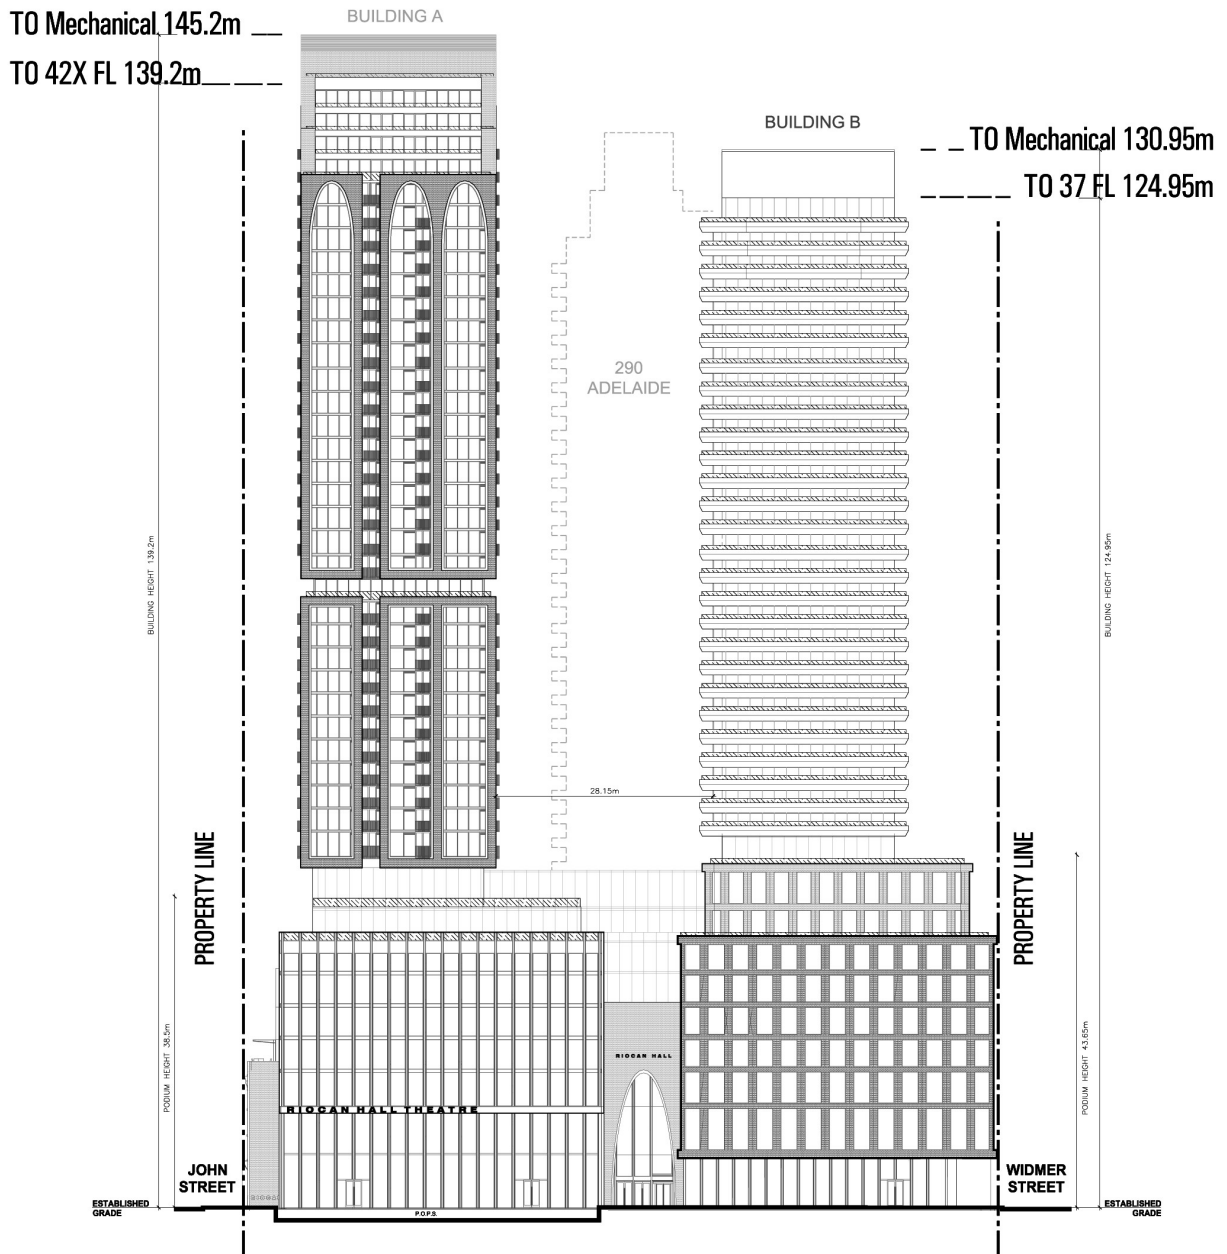 BUILDING A
TO Mechanical 145.2m
TO 42X FL 139.2m
BUILDING B
TO Mechanical 130.95m
TO 37 FL 124.95m
290
ADELAIDE
BUILDING HEIGHT 139.2m
BUILDING HEIGHT 124.95m
28.15m
PROPERTY LINE
PROPERTY LINE
PODIUM HEIGHT 38.5m
PODIUM HEIGHT 43.65m
RIOCAN HALL
RIOCAN HALL THEATRE
JOHN
STREET
WIDMER
STREET
ESTABLISHED
GRADE
P.O.P.S.
ESTABLISHED
GRADE